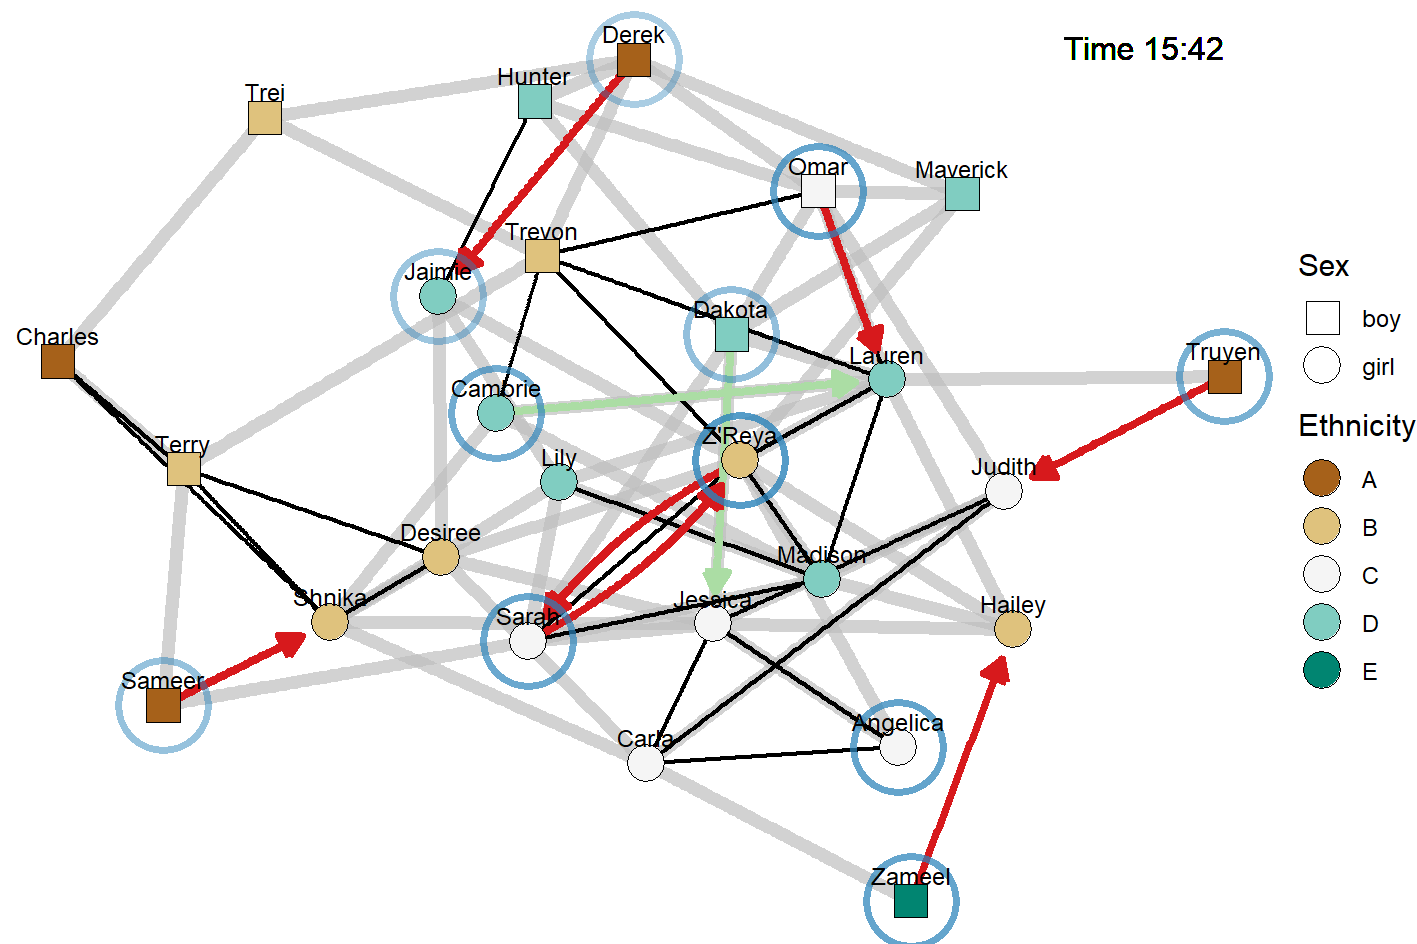 Derek
Time 15:42
Hunter
Trei
Omar
Maverick
Trevon
Jaimie
Sex
boy
girl
Dakota
Charles
Lauren
Truyen
Cambrie
Ethnicity
A
B
C
D
E
Z'Reya
Terry
Lily
Judith
Desiree
Madison
Shnika
Jessica
Hailey
Sarah
Sameer
Angelica
Carla
Zameel